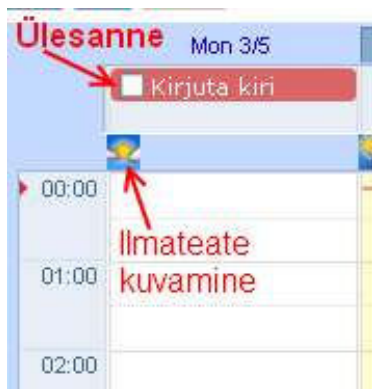 Ülesanne
Mon 3/5
Kirjuta kiri
00:00
Ilmateate
kuvamine
01:00
02:00